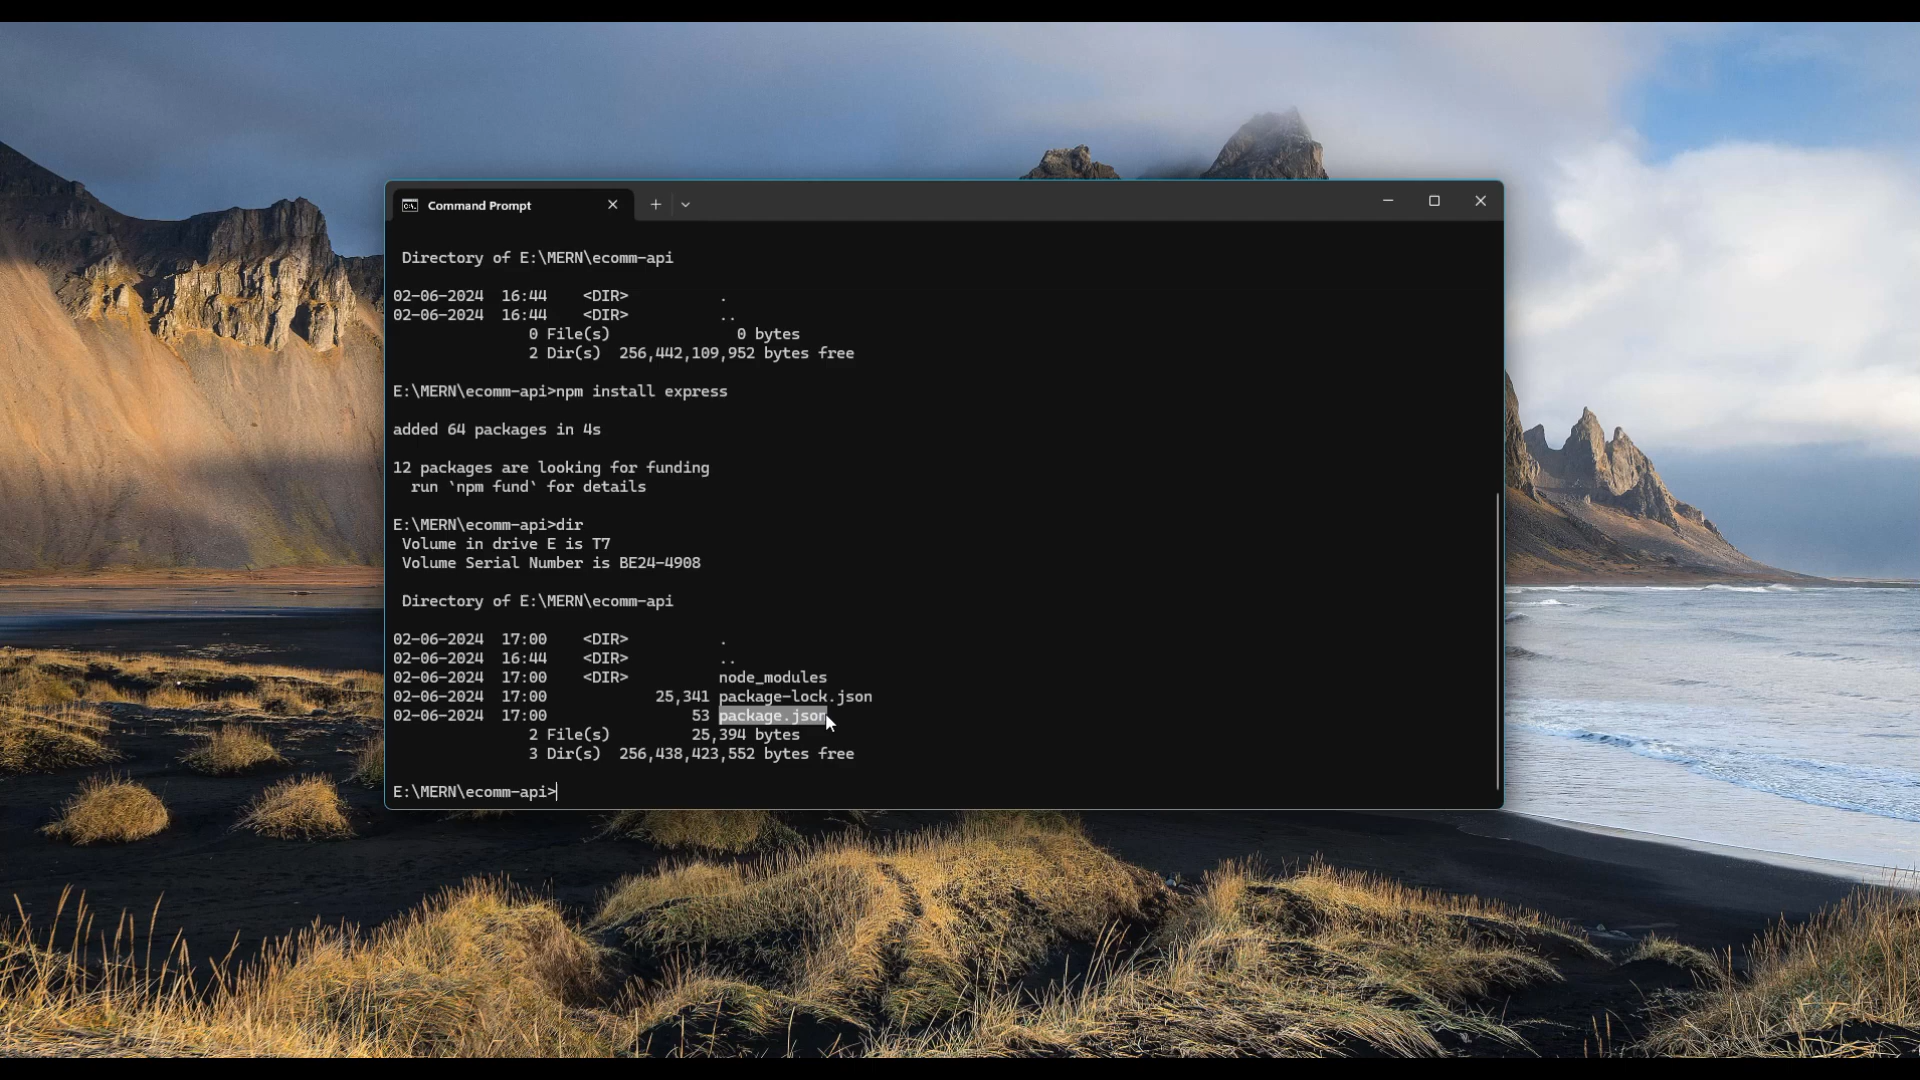 Command Prompt
Directory of E:\MERN\ecomm-api
02-06-2024  16:44    <DIR>          .
02-06-2024  16:44    <DIR>          ..
0 File(s)              0 bytes
2 Dir(s)  256,442,109,952 bytes free
E:\MERN\ecomm-api>npm install express
added 64 packages in 4s
12 packages are looking for funding
run `npm fund` for details
E:\MERN\ecomm-api>dir
Volume in drive E is T7
Volume Serial Number is BE24-4908
Directory of E:\MERN\ecomm-api
02-06-2024  17:00    <DIR>          .
02-06-2024  16:44    <DIR>          ..
02-06-2024  17:00    <DIR>          node_modules
02-06-2024  17:00            25,341 package-lock.json
02-06-2024  17:00                53 package.json
2 File(s)         25,394 bytes
3 Dir(s)  256,438,423,552 bytes free
E:\MERN\ecomm-api>